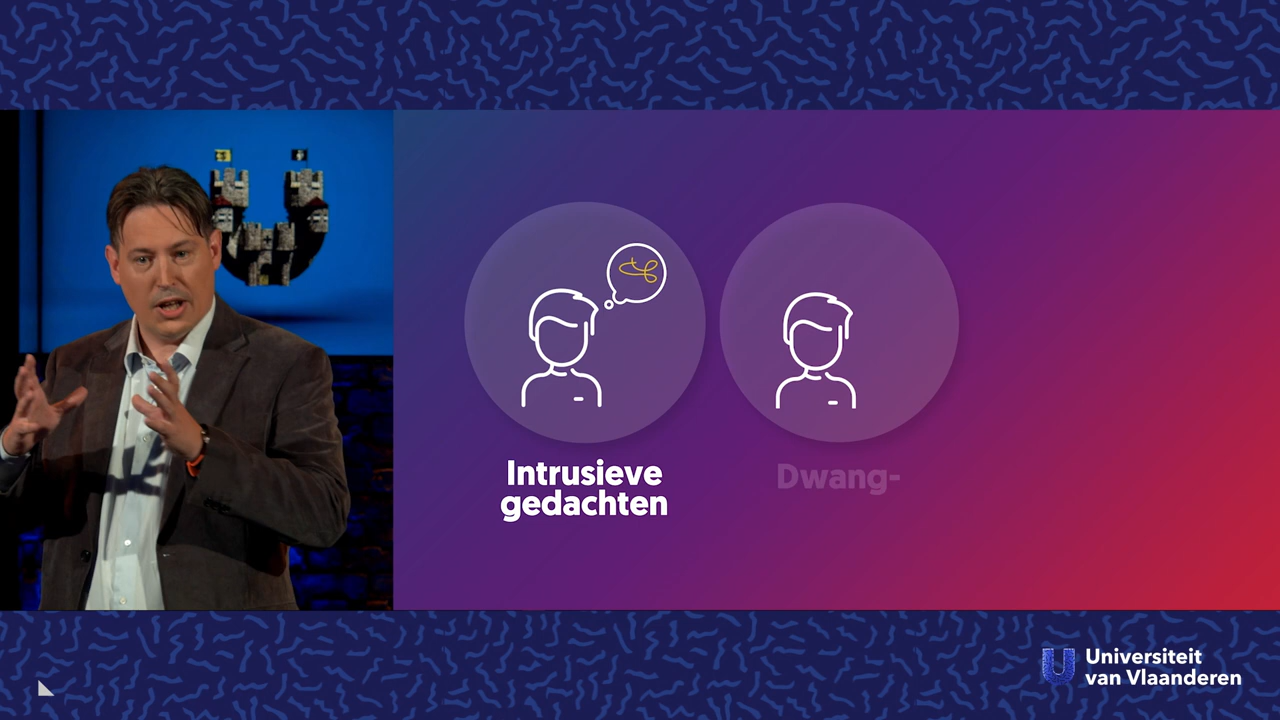 Intrusieve
gedachten
Dwang-
Universiteit
van Vlaanderen